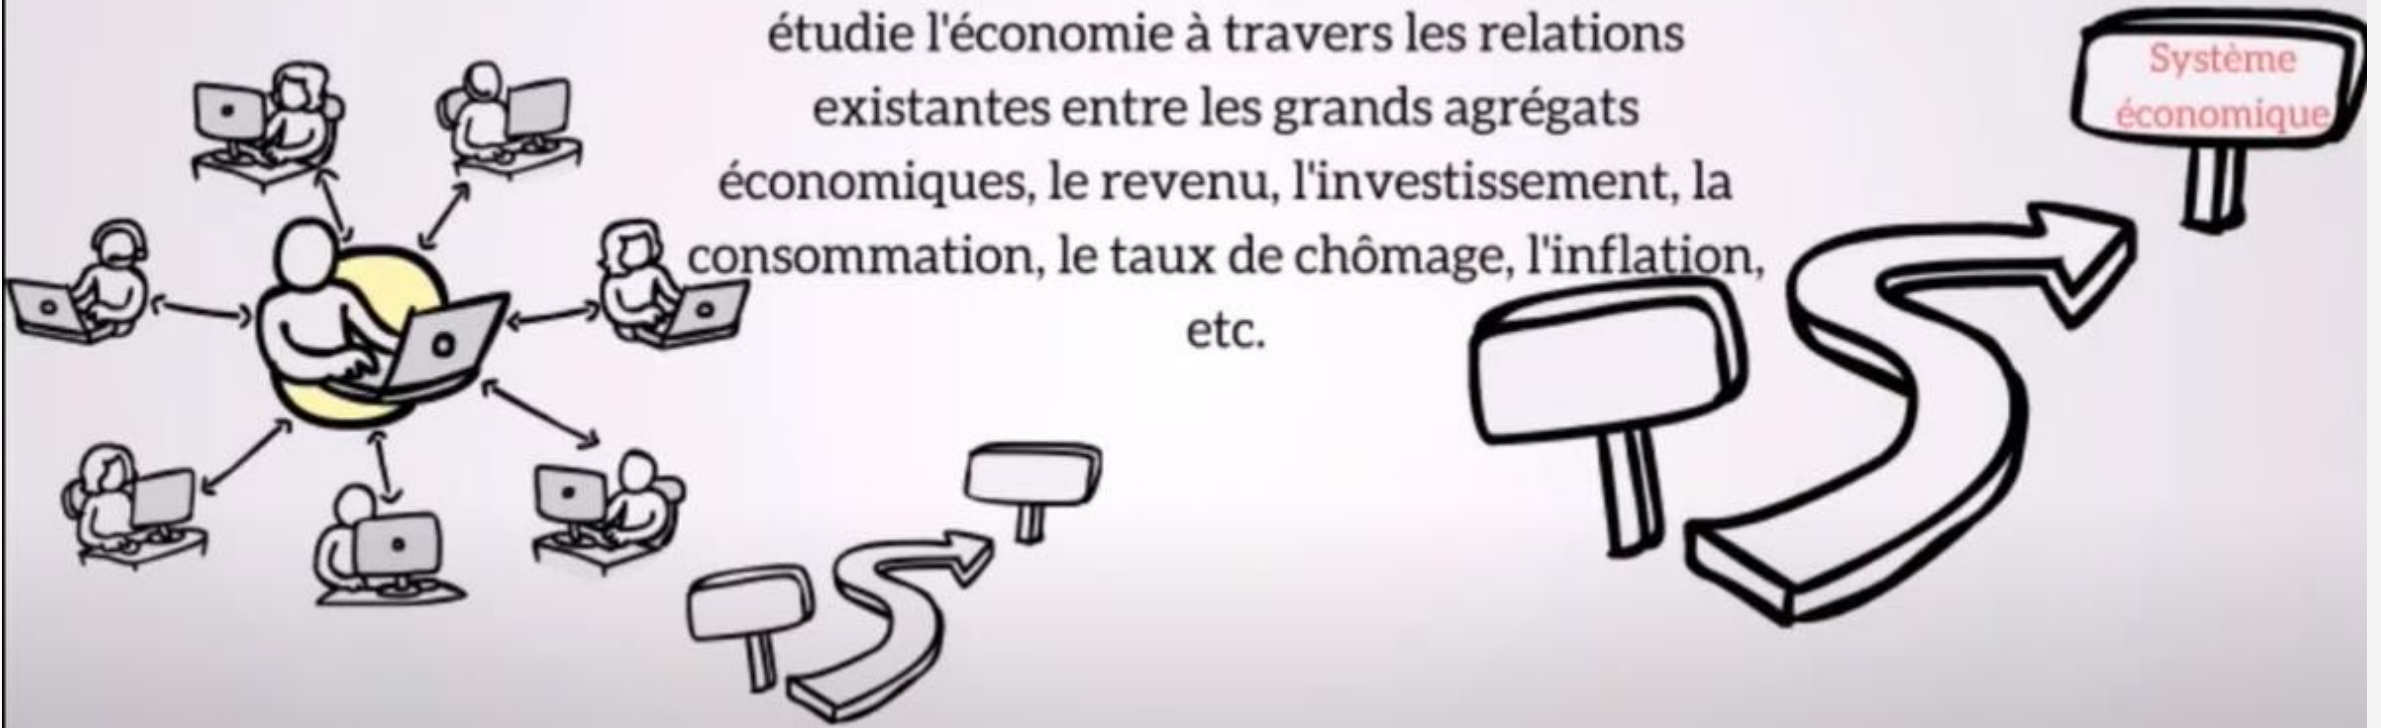 étudie l'économie à travers les relations
existantes entre les grands agrégats
économiques, le revenu, l'investissement, la
consommation, le taux de chômage, l'inflation,
etc.
Système
économique